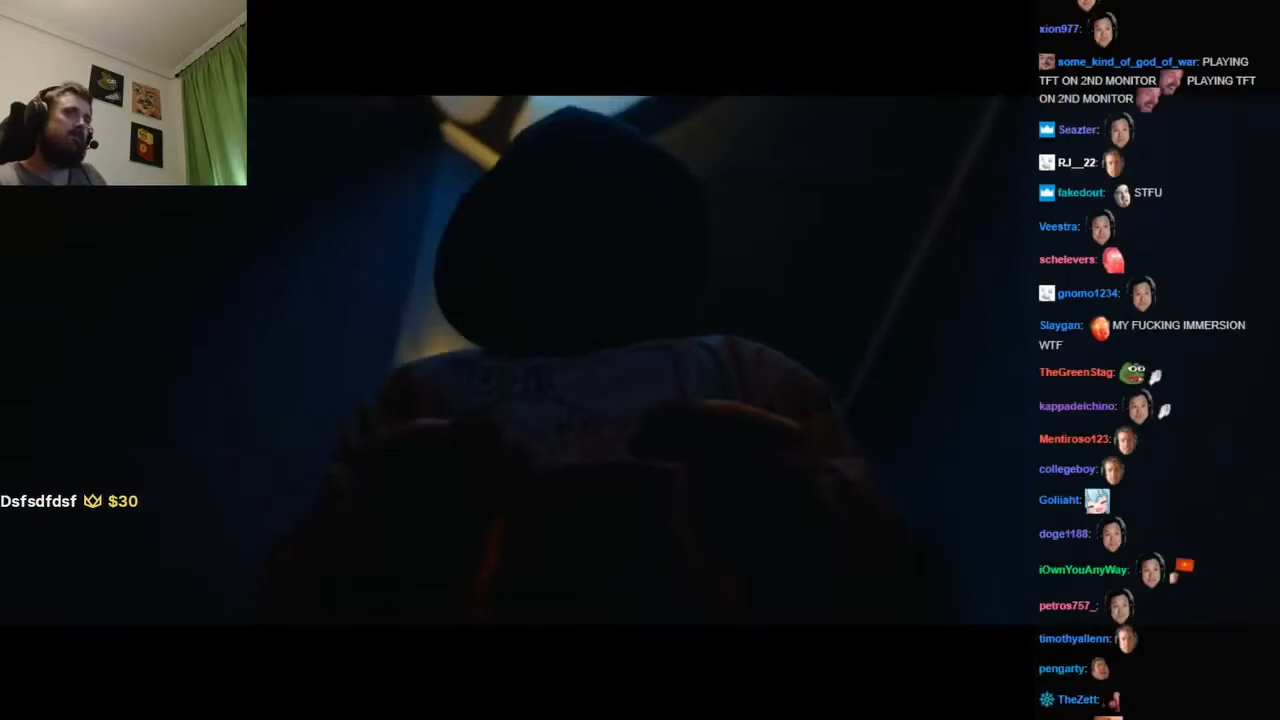 xion977:
some_kind_of_god_of_war: PLAYING
TFT ON 2ND MONITOR PLAYING TFT
ON 2ND MONITOR
Seazter:
RJ__22:
fakedout: STFU
Veestra:
schelevers:
gnomo1234:
Slaygan: MY FUCKING IMMERSION
WTF
TheGreenStag:
kappadelchino:
Mentiroso123:
collegeboy:
Goliiaht:
Dsfsdfdsf $30
doge1188:
iOwnYouAnyWay:
petros757_:
timothyallenn:
pengarty:
TheZett: